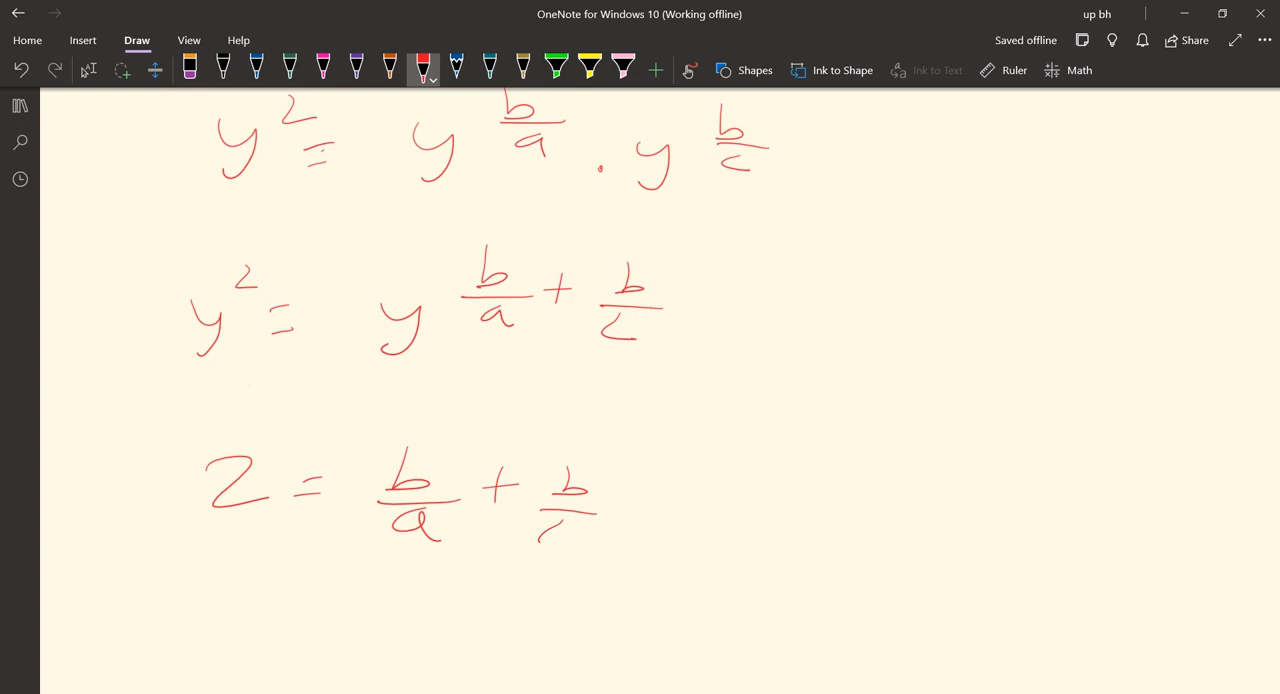 OneNote for Windows 10 (Working offline)
up bh
Home Insert Draw View Help
Saved offline Share
Shapes Ink to Shape Ink to Text Ruler Math
y² = y^(b/a) . y^(b/c)
y² = y^(b/a + b/c)
2 = b/a + b/c